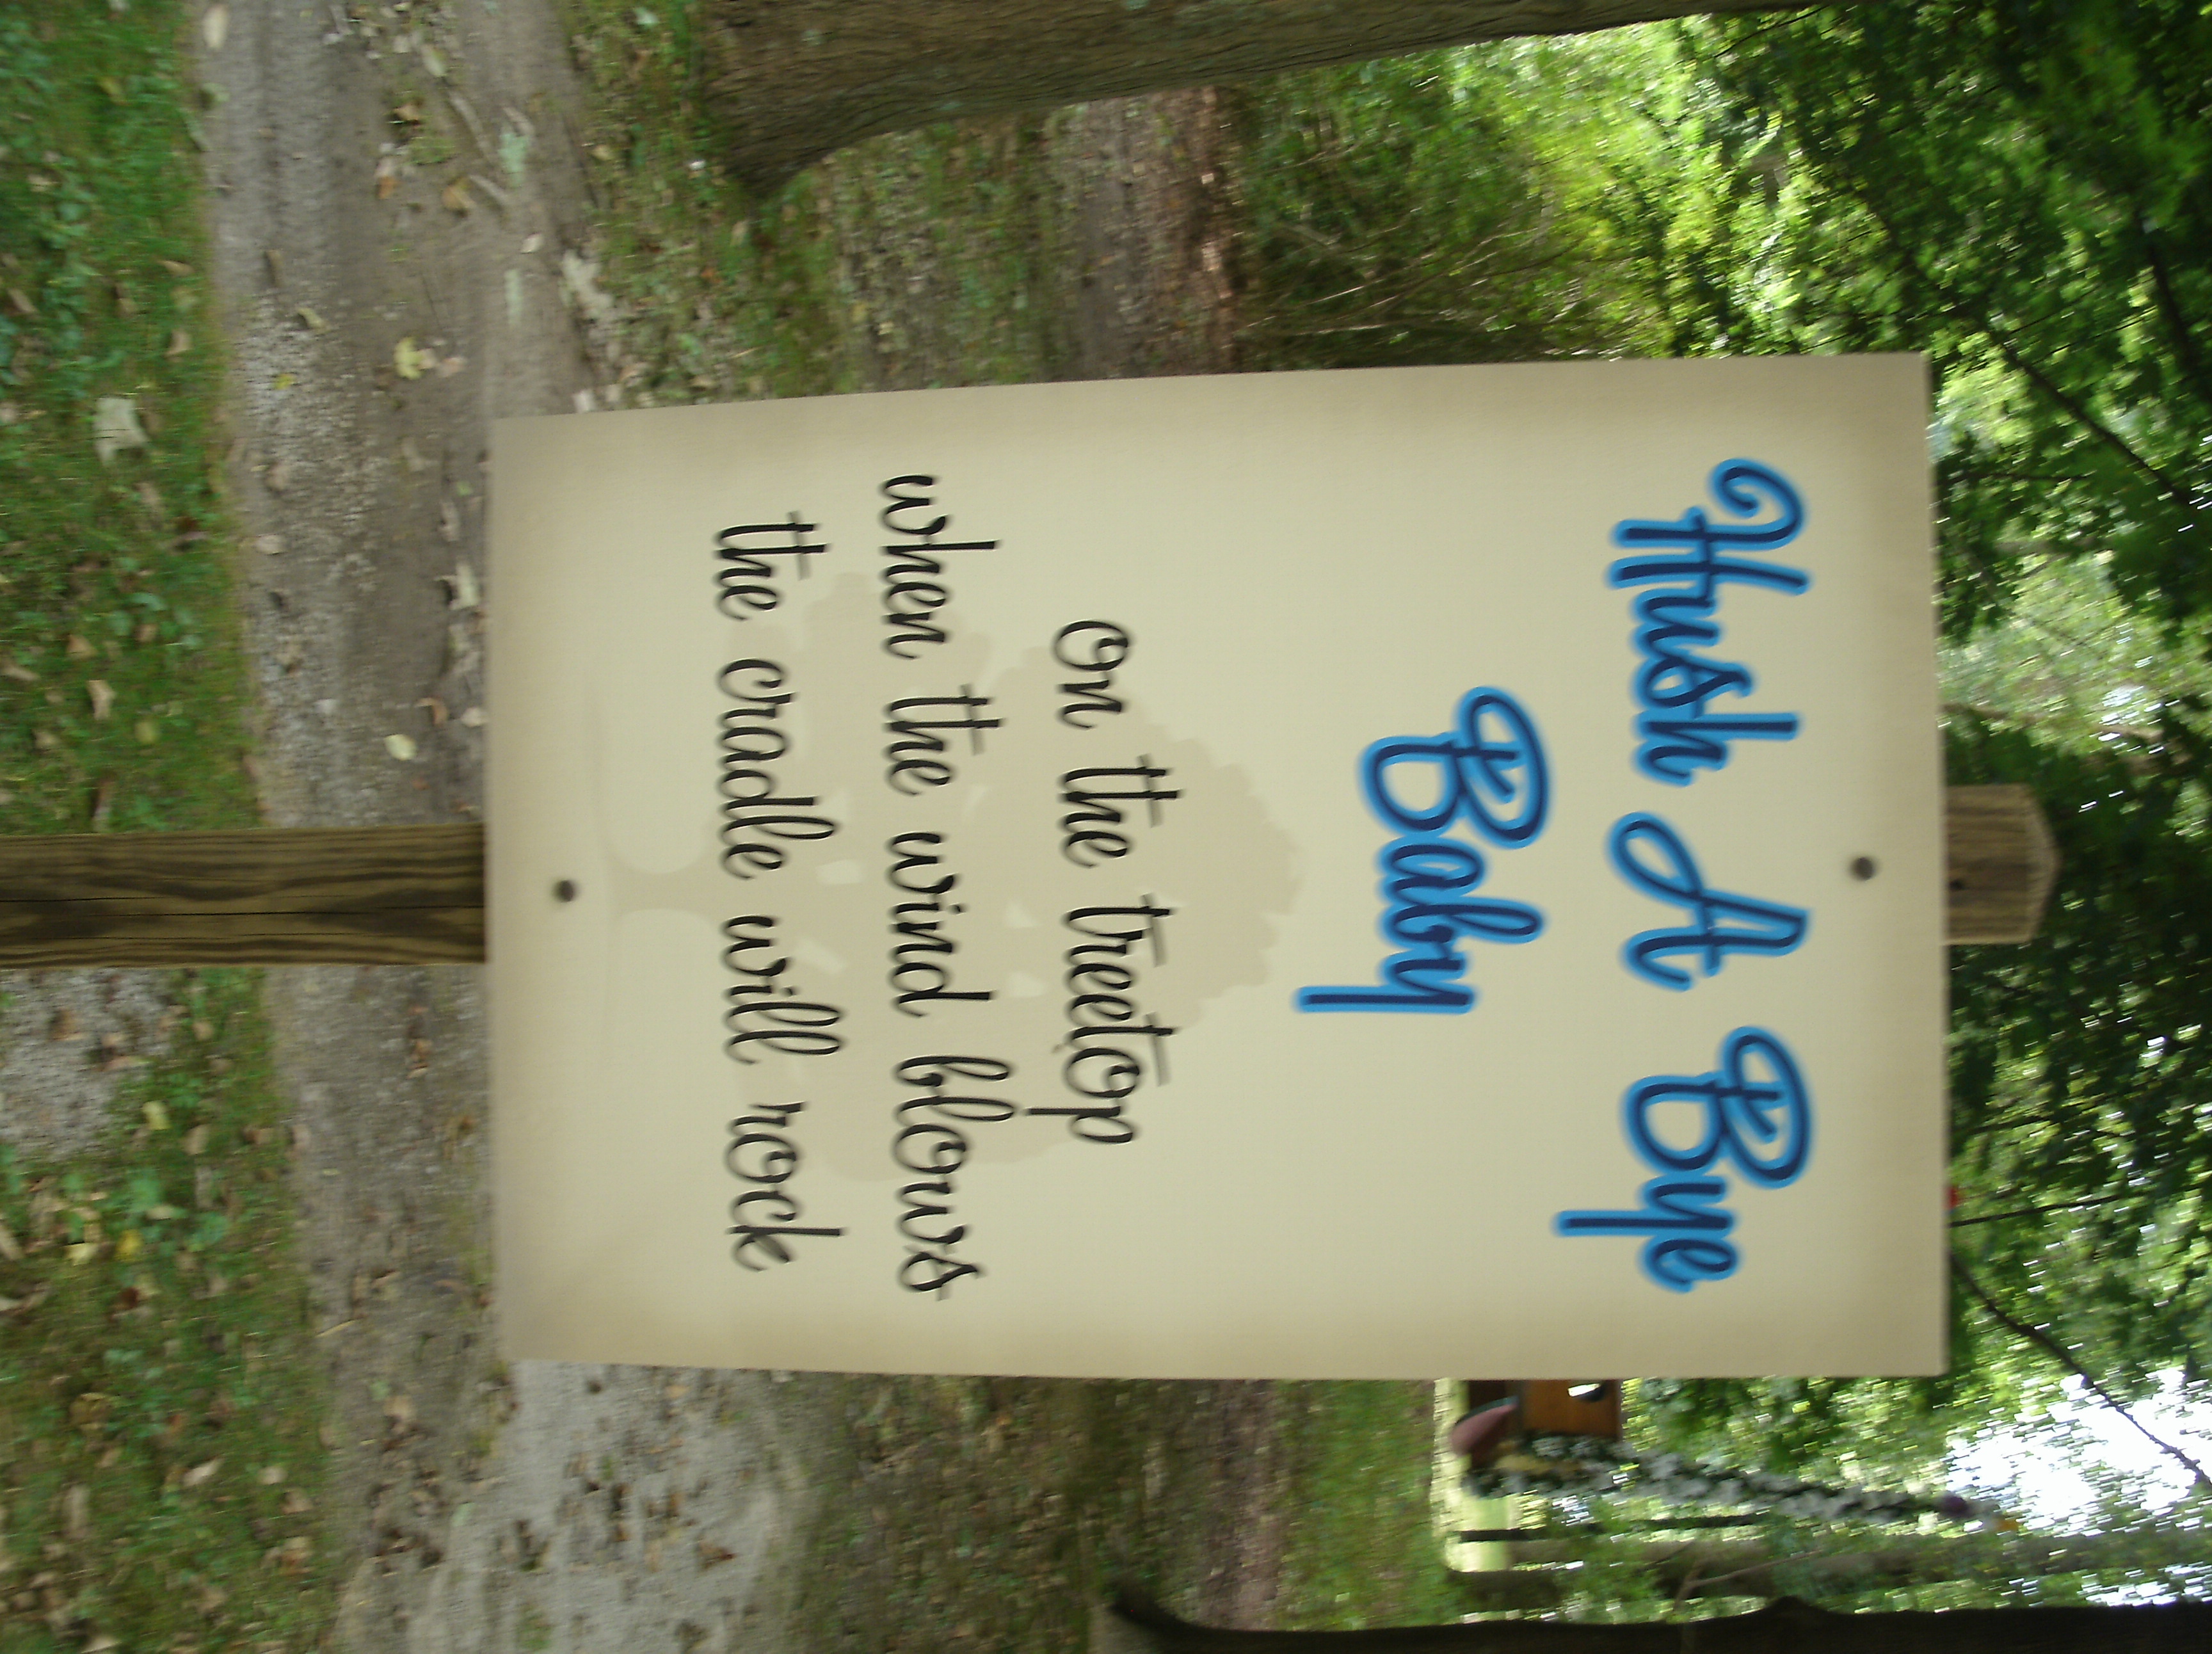 Hush A Bye
Baby
on the treetop
when the wind blows
the cradle will rock